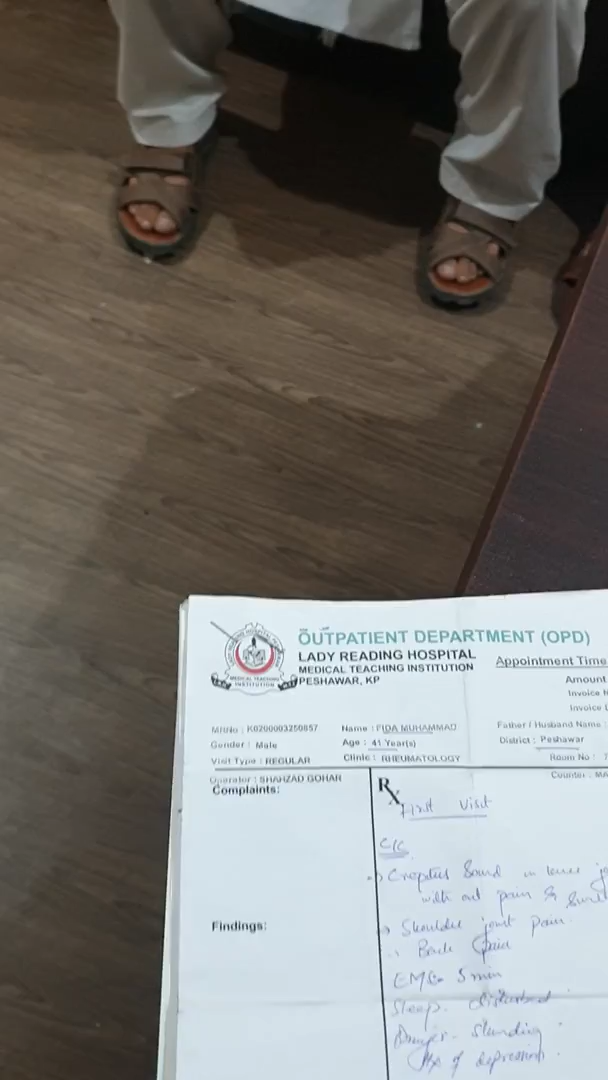 OUTPATIENT DEPARTMENT (OPD)
LADY READING HOSPITAL
MEDICAL TEACHING INSTITUTION
PESHAWAR, KP
MEDICAL TEACHING
INSTITUTION
Appointment Time
Amount
Invoice
Invoice
MRNo : K0200003250857
Name : FIDA MUHAMMAD
Father / Husband Name :
Gender : Male
Age : 41 Year(s)
District : Peshawar
Visit Type : REGULAR
Clinic : RHEUMATOLOGY
Room No :
Operator : SHAHZAD GOHAR
Counter :
Complaints:
Rx
First Visit
C/C
Sound in knee
with out pain &
Findings:
Shoulder joint pain.
Back pain
EMS- 5 min
Sleep. disturbed
Standing
Hx of depression.